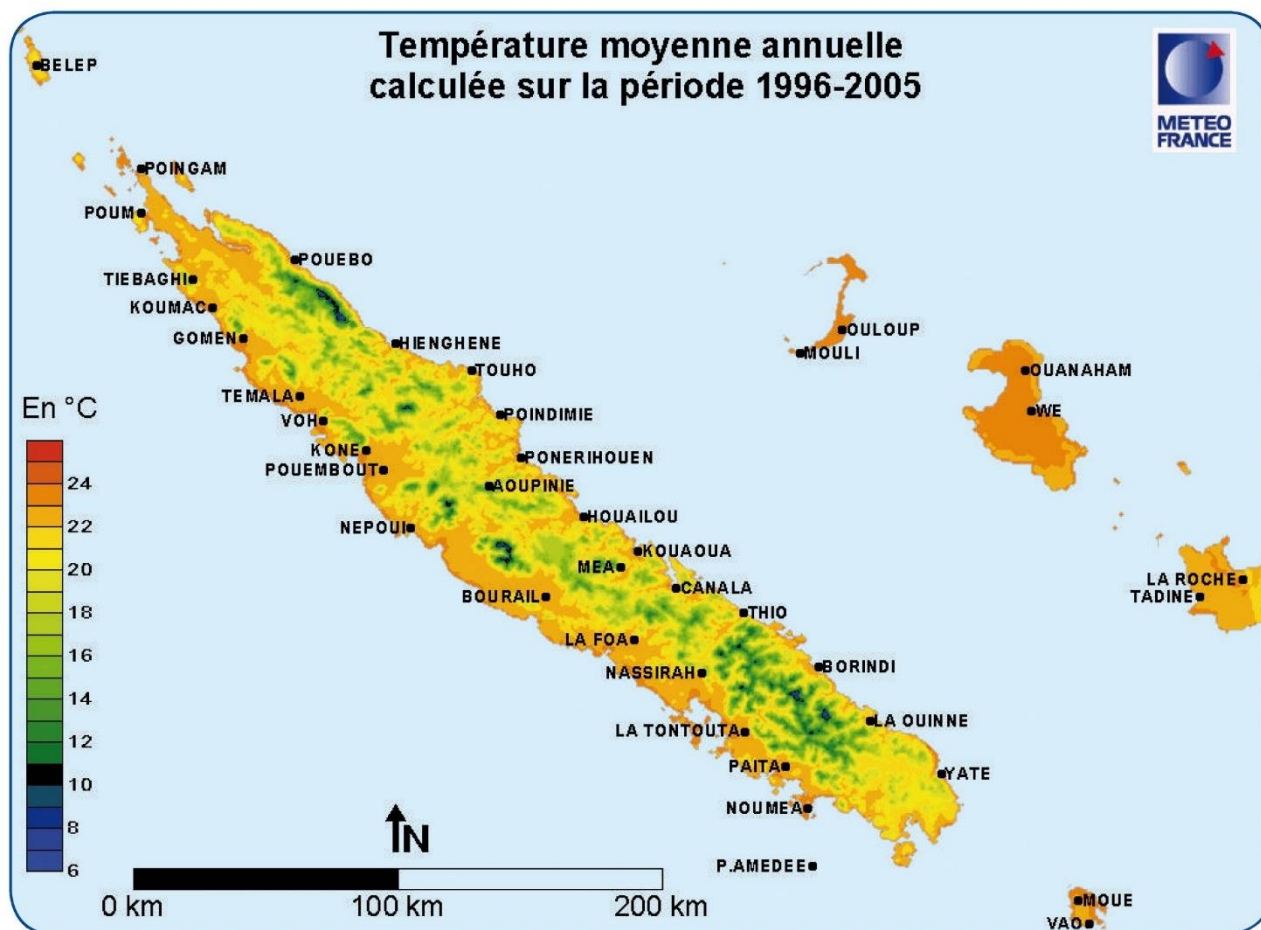 Température moyenne annuelle
calculée sur la période 1996-2005
METEO
FRANCE
BELEP
POINGAM
POUM
POUEBO
TIEBAGHI
KOUMAC
GOMEN
HIENGHENE
OULOUP
MOULI
TOUHO
OUANAHAM
TEMALA
WE
En °C
VOH
POINDIMIE
KONE
PONERIHOUEN
POUEMBOUT
24
AOUPINIE
22
NEPOUI
HOUAILOU
KOUAOUA
20
MEA
LA ROCHE
BOURAIL
CANALA
TADINE
18
THIO
LA FOA
16
NASSIRAH
BORINDI
14
LA TONTOUTA
LA OUINNE
12
PAITA
YATE
10
NOUMEA
8
N
6
P.AMEDEE
0 km
100 km
200 km
MOUE
VAO